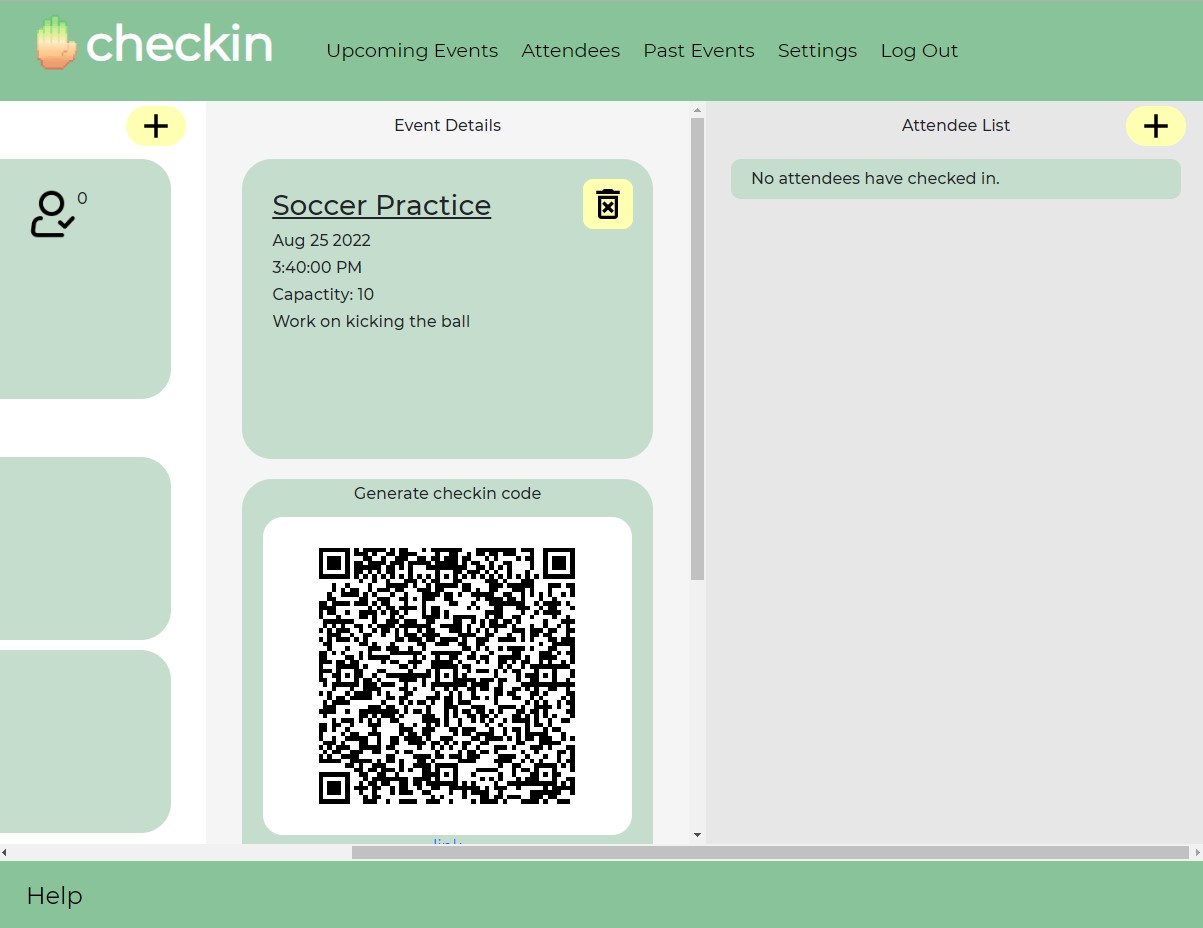 checkin
Upcoming Events
Attendees
Past Events
Settings
Log Out
0
Event Details
Soccer Practice
Aug 25 2022
3:40:00 PM
Capactity: 10
Work on kicking the ball
Generate checkin code
link
Attendee List
No attendees have checked in.
Help